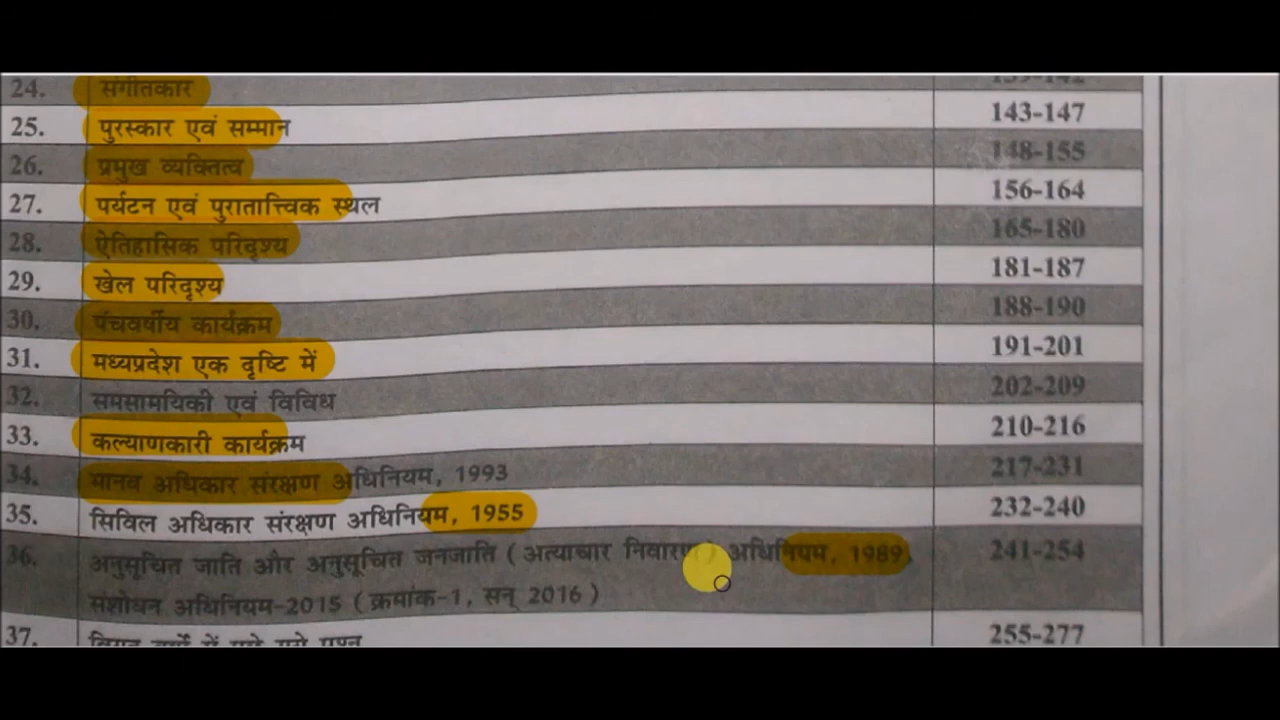 24. संगीतकार 139-142
25. पुरस्कार एवं सम्मान 143-147
26. प्रमुख व्यक्तित्व 148-155
27. पर्यटन एवं पुरातात्त्विक स्थल 156-164
28. ऐतिहासिक परिदृश्य 165-180
29. खेल परिदृश्य 181-187
30. पंचवर्षीय कार्यक्रम 188-190
31. मध्यप्रदेश एक दृष्टि में 191-201
32. समसामयिकी एवं विविध 202-209
33. कल्याणकारी कार्यक्रम 210-216
34. मानव अधिकार संरक्षण अधिनियम, 1993 217-231
35. सिविल अधिकार संरक्षण अधिनियम, 1955 232-240
36. अनुसूचित जाति और अनुसूचित जनजाति ( अत्याचार निवारण ) अधिनियम, 1989, 241-254
संशोधन अधिनियम-2015 ( क्रमांक-1, सन् 2016 )
37. 255-277